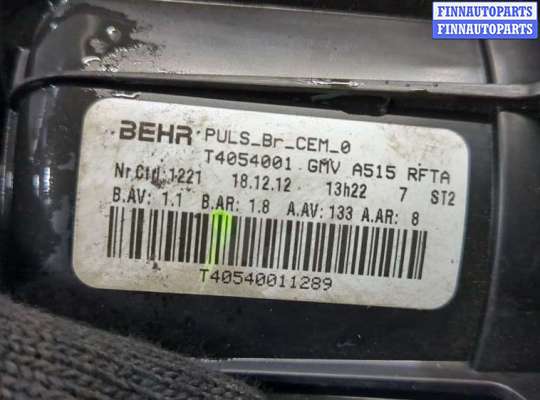 FINNAUTOPARTS
FINNAUTOPARTS
BEHR PULS_Br_CEM_0
T4054001 GMV A515 RFTA
Nr.Ctd:1221 18.12.12 13h22 7 ST2
B.AV: 1.1 B.AR: 1.8 A.AV: 133 A.AR: 8
T40540011289